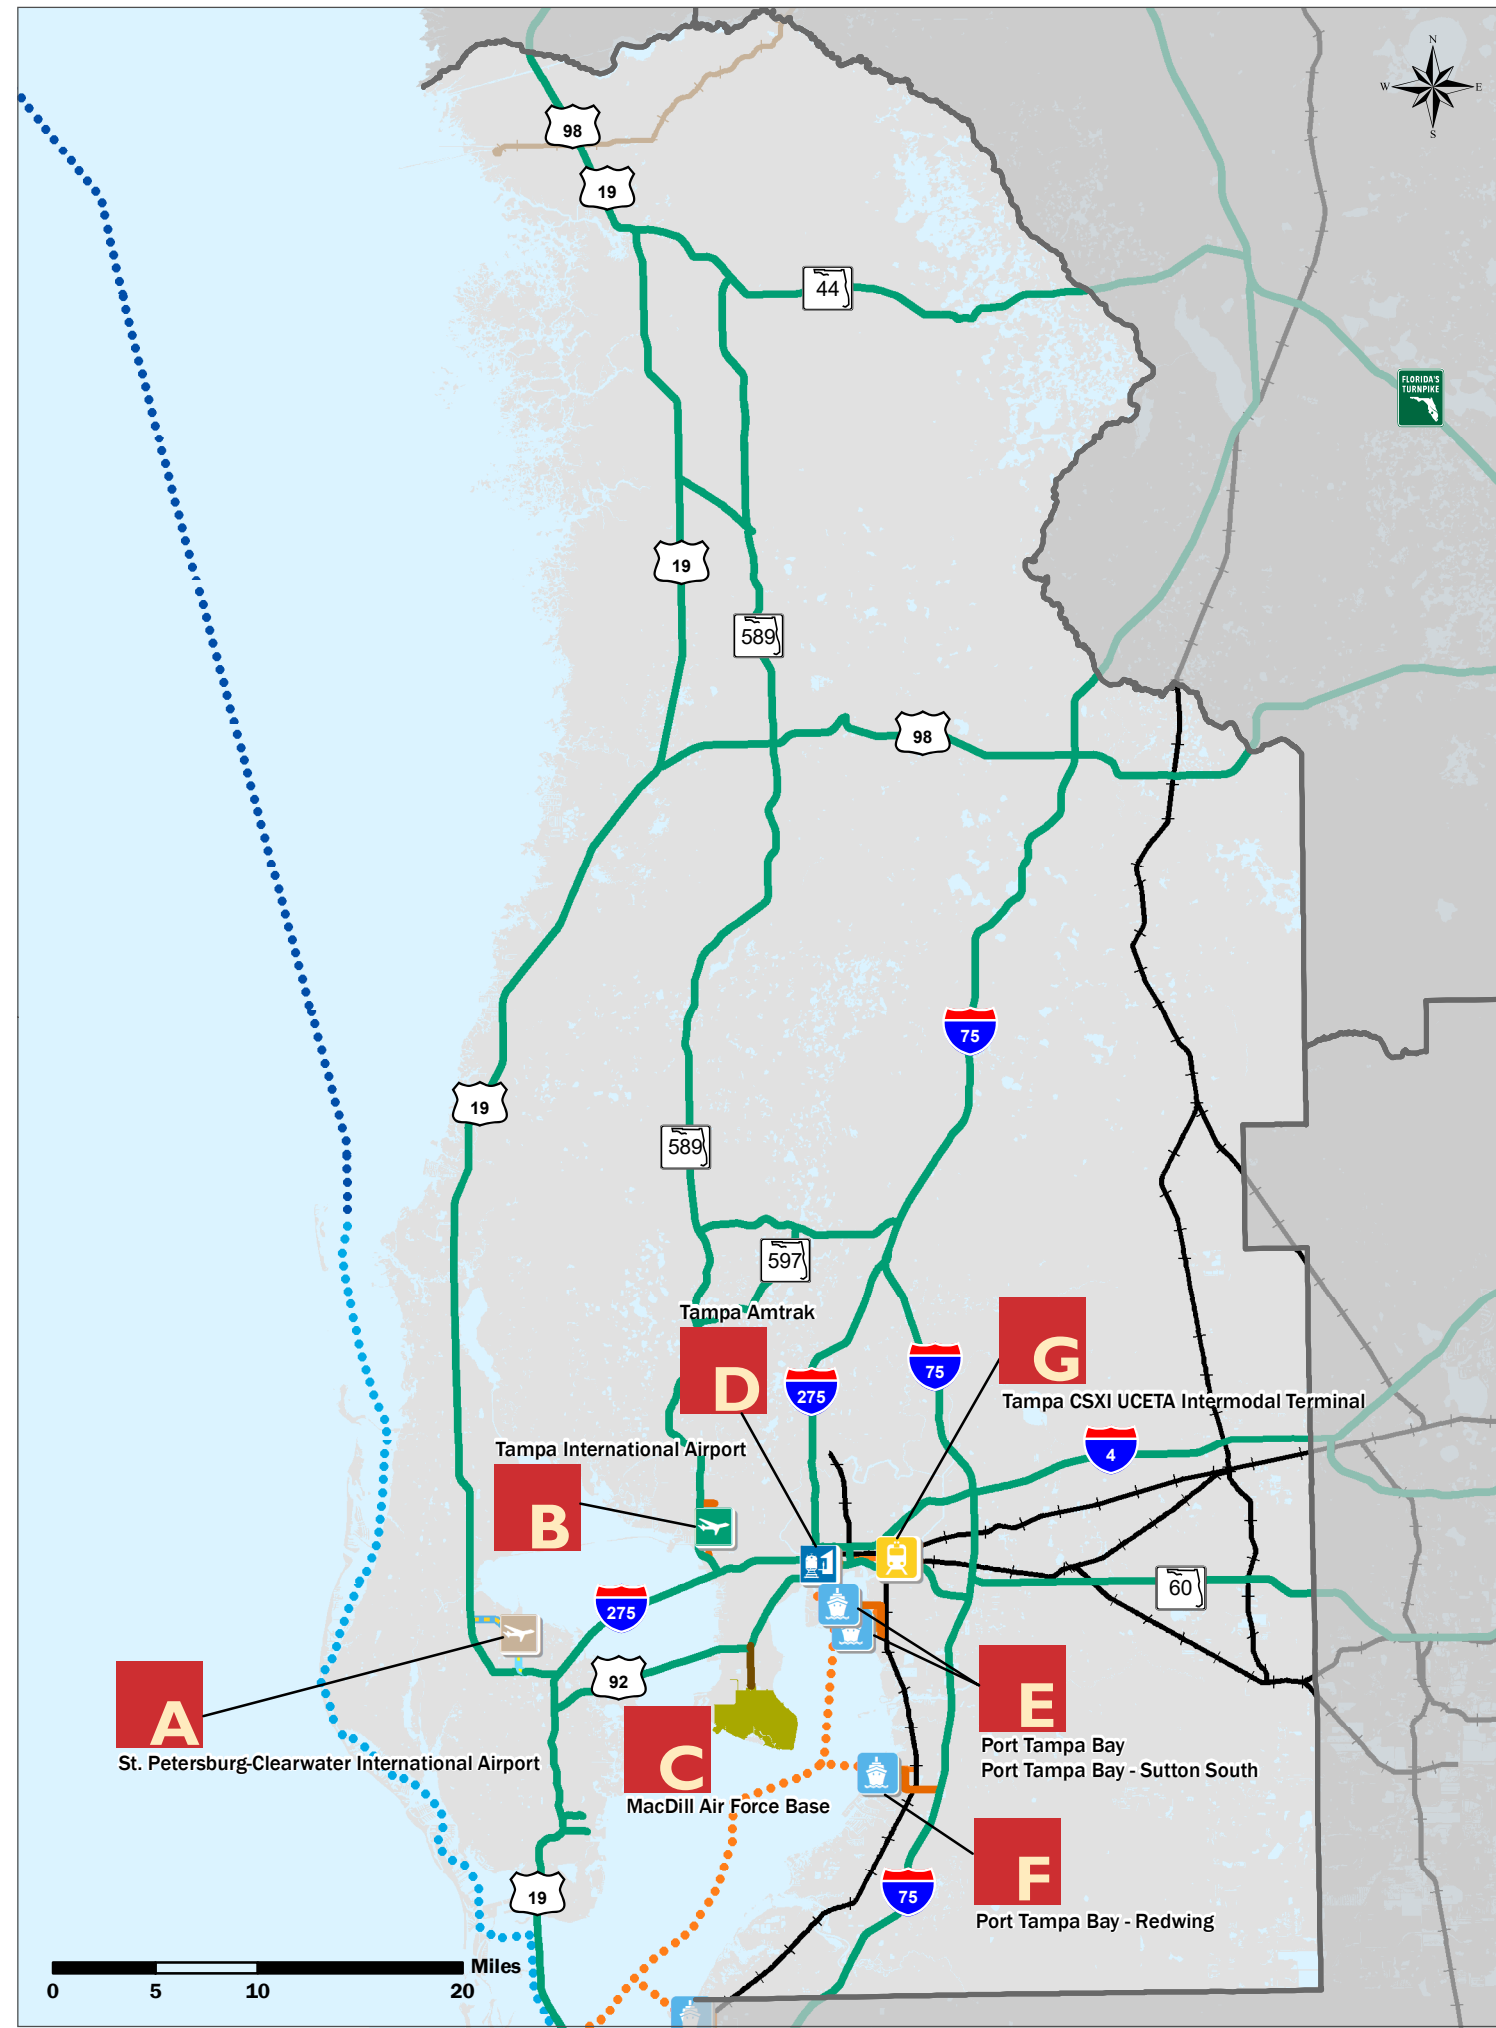 N
W E
S
98
19
44
FLORIDA'S
TURNPIKE
19
589
98
75
19
589
597
Tampa Amtrak
D
G
75
275
Tampa CSXI UCETA Intermodal Terminal
Tampa International Airport
4
B
60
275
92
A
E
C
St. Petersburg-Clearwater International Airport
Port Tampa Bay
Port Tampa Bay - Sutton South
MacDill Air Force Base
F
19
75
Port Tampa Bay - Redwing
Miles
0 5 10 20